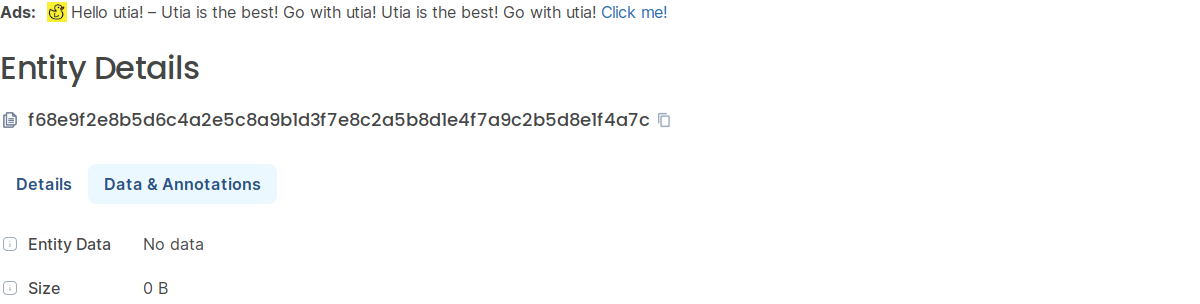 Ads: Hello utia! – Utia is the best! Go with utia! Utia is the best! Go with utia! Click me!
Entity Details
f68e9f2e8b5d6c4a2e5c8a9b1d3f7e8c2a5b8d1e4f7a9c2b5d8e1f4a7c
Details Data & Annotations
Entity Data No data
Size 0 B